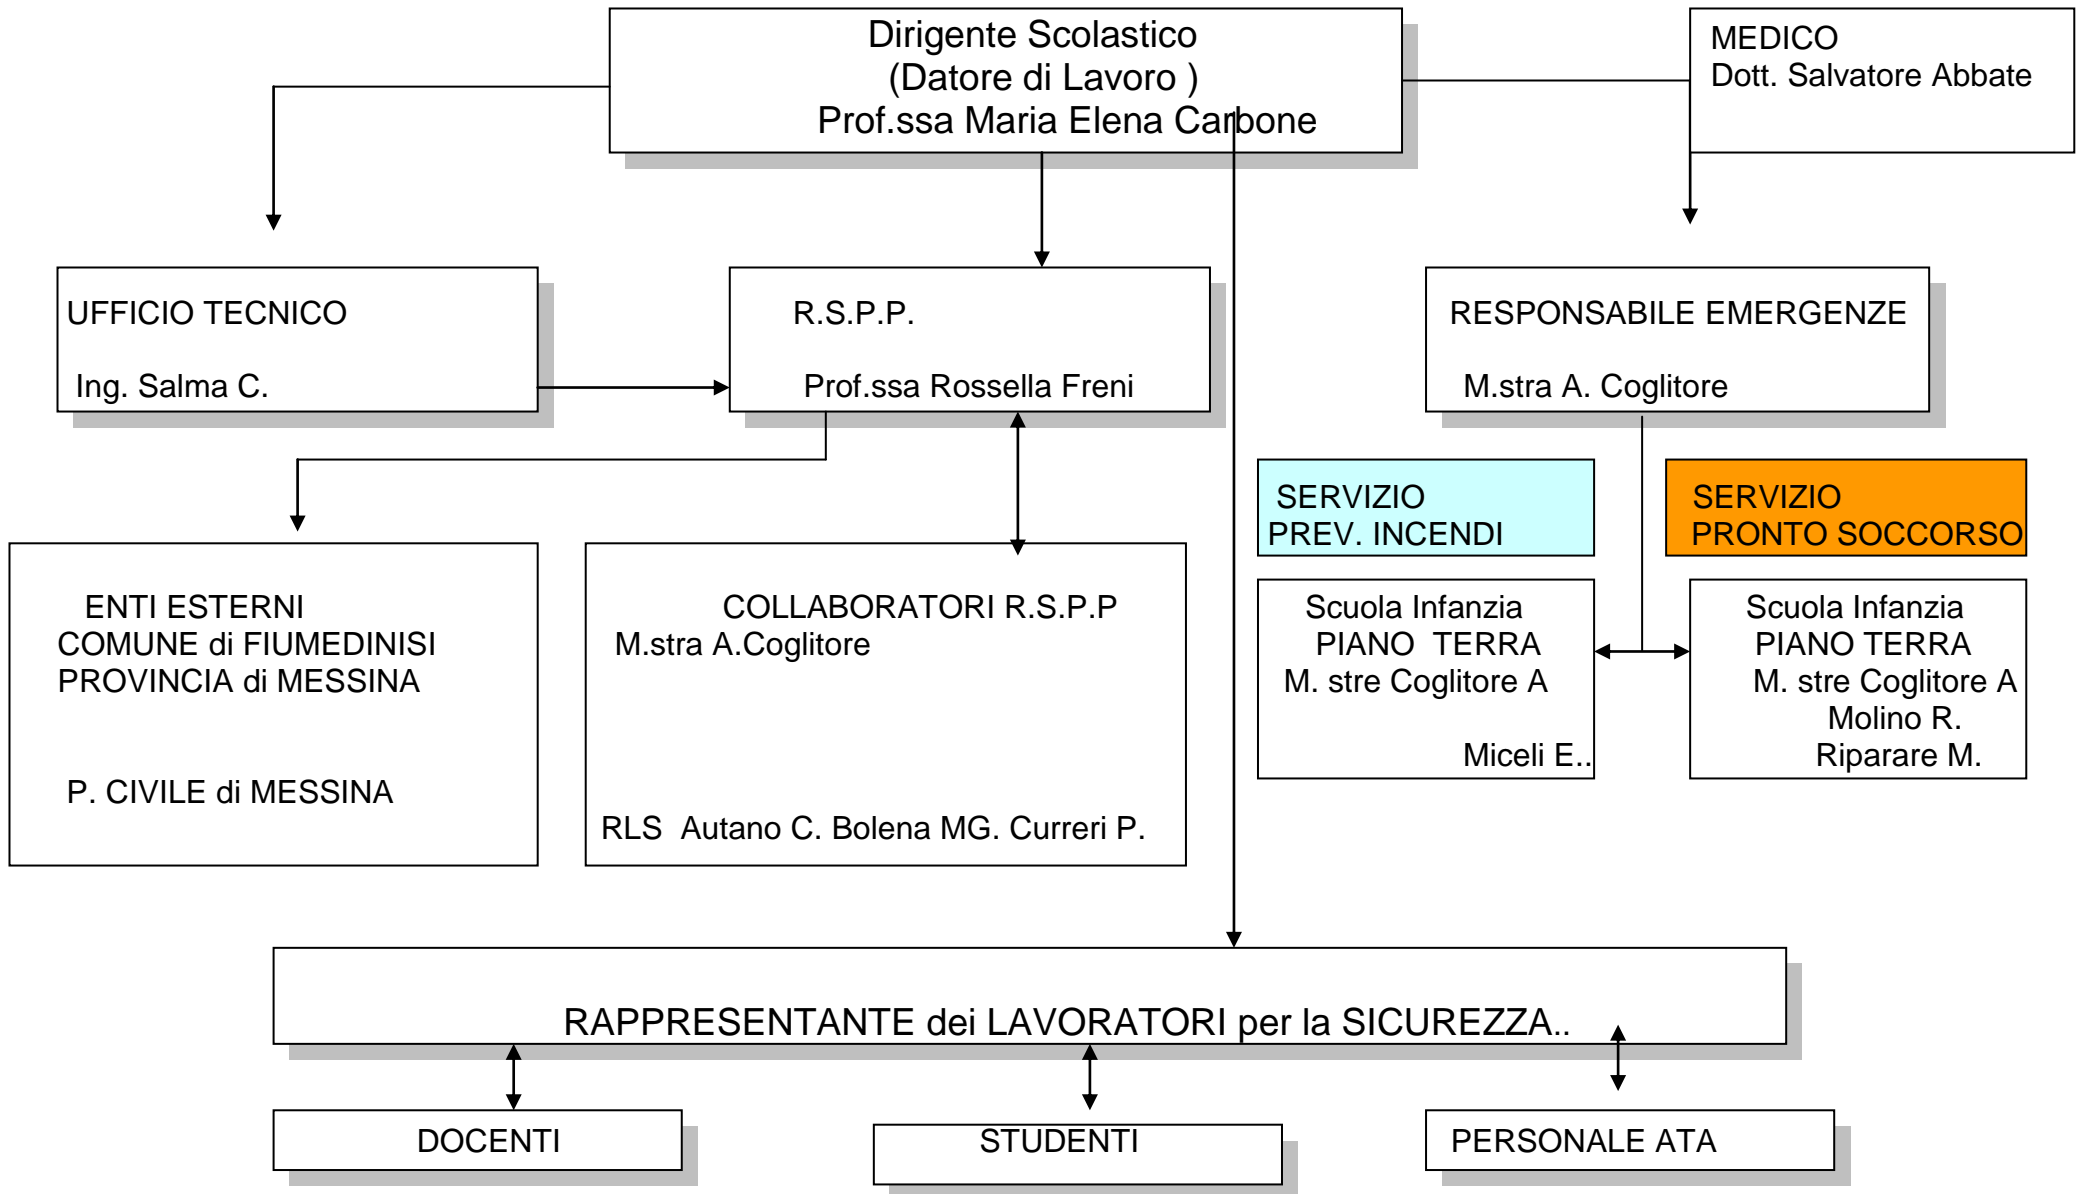 Dirigente Scolastico
(Datore di Lavoro )
Prof.ssa Maria Elena Carbone
MEDICO
Dott. Salvatore Abbate
UFFICIO TECNICO
Ing. Salma C.
R.S.P.P.
Prof.ssa Rossella Freni
RESPONSABILE EMERGENZE
M.stra A. Coglitore
SERVIZIO
PREV. INCENDI
SERVIZIO
PRONTO SOCCORSO
ENTI ESTERNI
COMUNE di FIUMEDINISI
PROVINCIA di MESSINA
P. CIVILE di MESSINA
COLLABORATORI R.S.P.P
M.stra A.Coglitore
RLS Autano C. Bolena MG. Curreri P.
Scuola Infanzia
PIANO TERRA
M. stre Coglitore A
Miceli E..
Scuola Infanzia
PIANO TERRA
M. stre Coglitore A
Molino R.
Riparare M.
RAPPRESENTANTE dei LAVORATORI per la SICUREZZA..
DOCENTI
STUDENTI
PERSONALE ATA